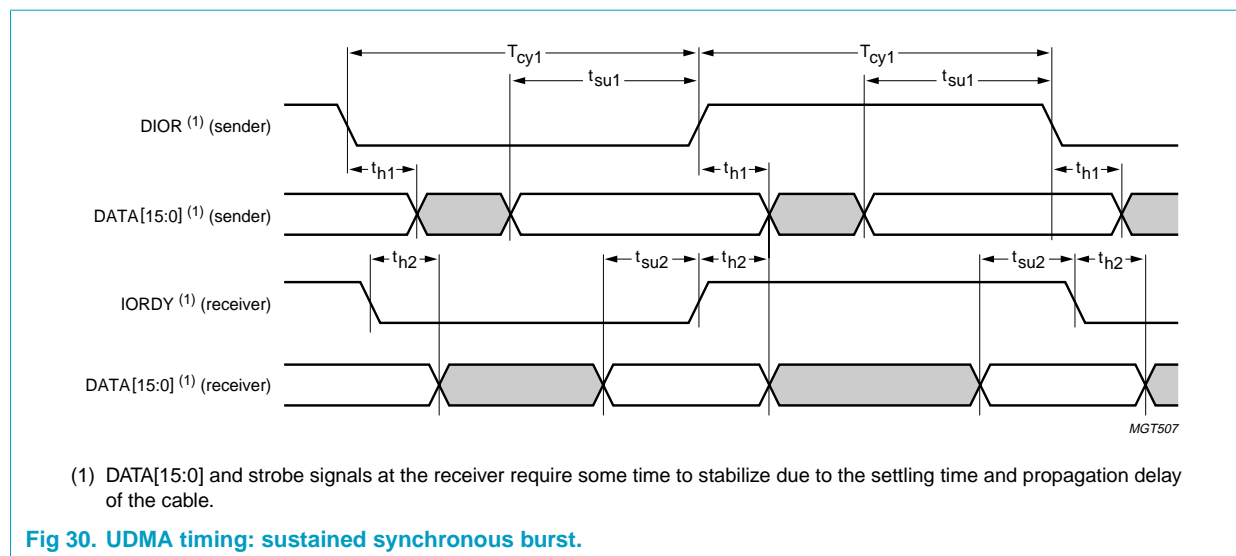 Tcy1 Tcy1
tsu1 tsu1
DIOR (1) (sender)
th1 th1 th1
DATA[15:0] (1) (sender)
th2 tsu2 th2 tsu2 th2
IORDY (1) (receiver)
DATA[15:0] (1) (receiver)
MGT507
(1) DATA[15:0] and strobe signals at the receiver require some time to stabilize due to the settling time and propagation delay
of the cable.
Fig 30. UDMA timing: sustained synchronous burst.